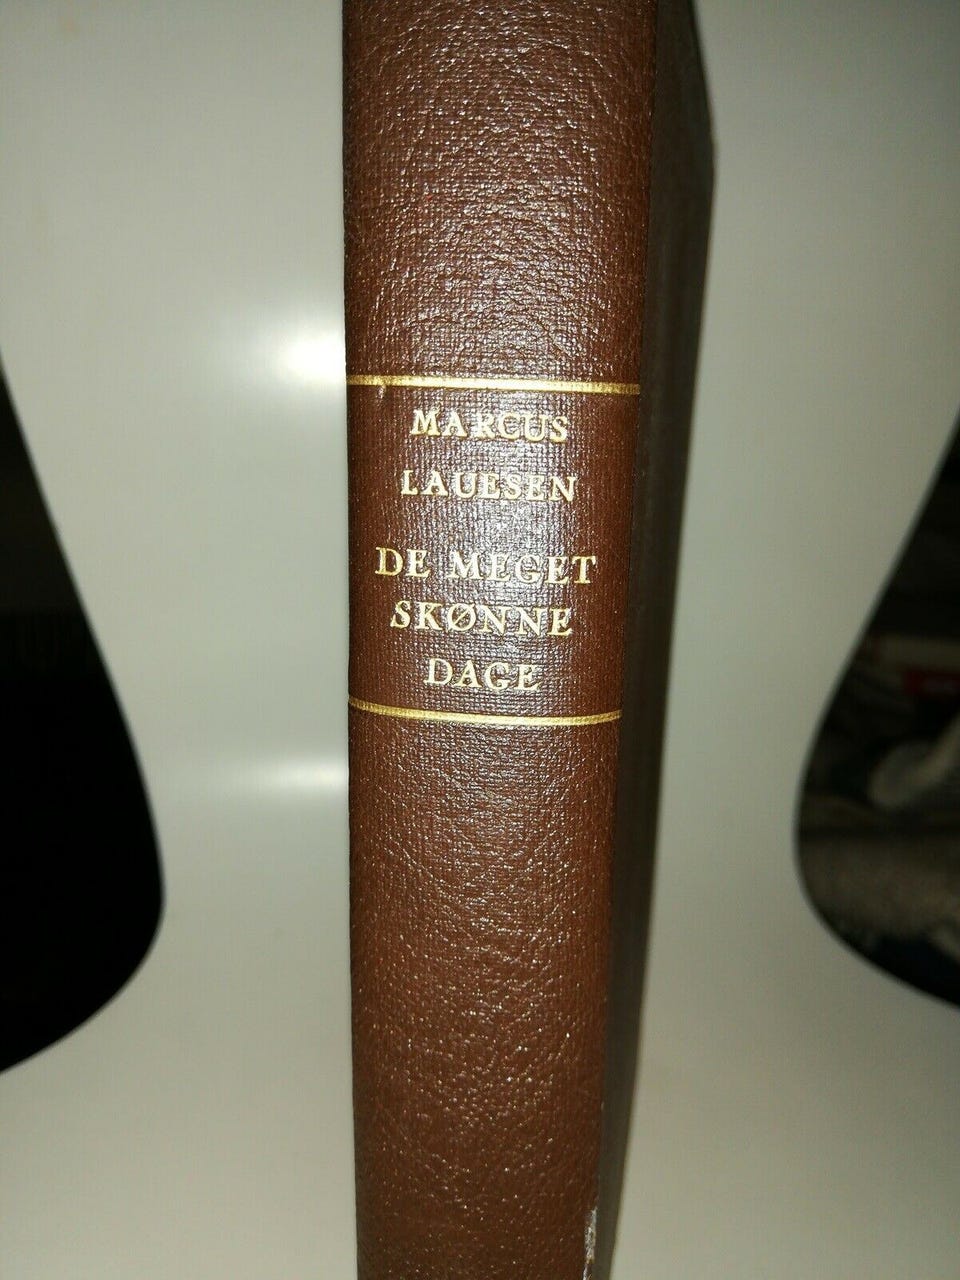 MARCUS
LAUESEN
DE MEGET
SKØNNE
DAGE